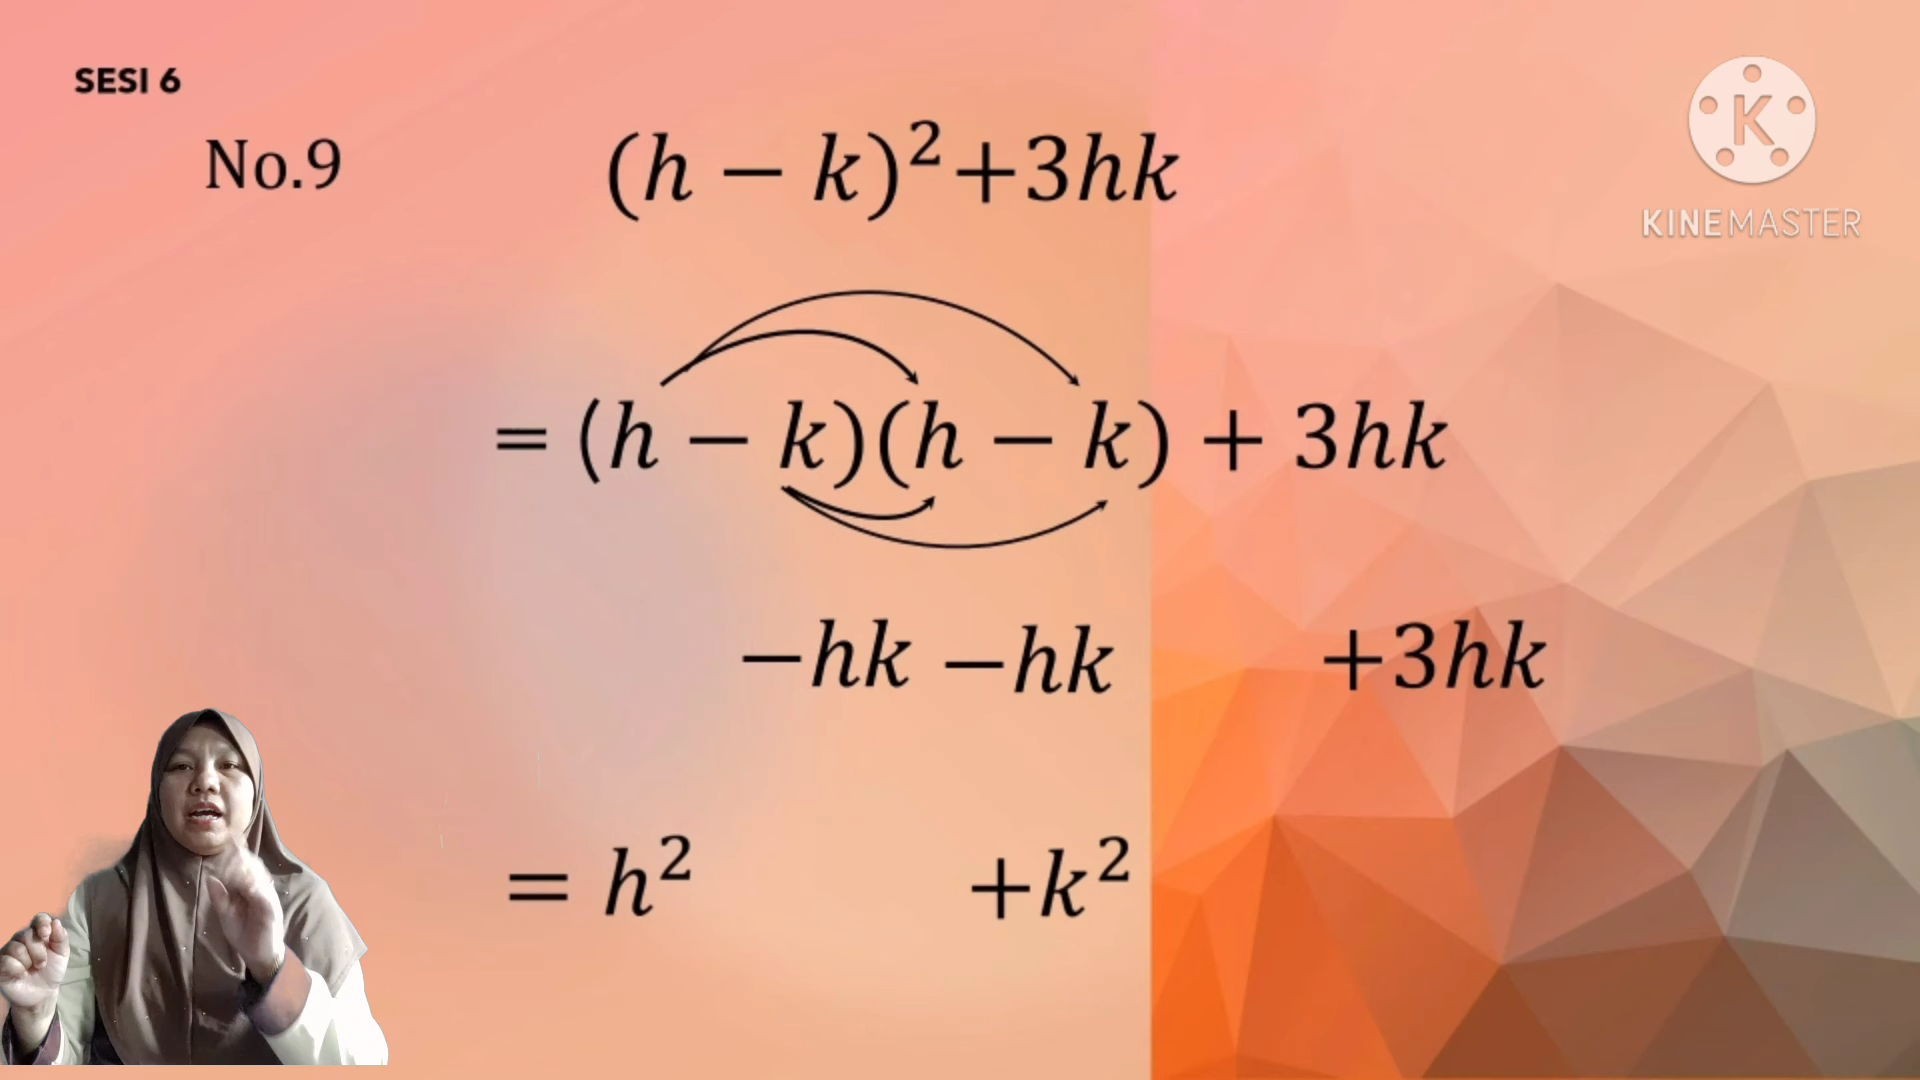 SESI 6
No.9
(h − k)²+3hk
KINEMASTER
= (h − k)(h − k) + 3hk
−hk −hk +3hk
= h² +k²